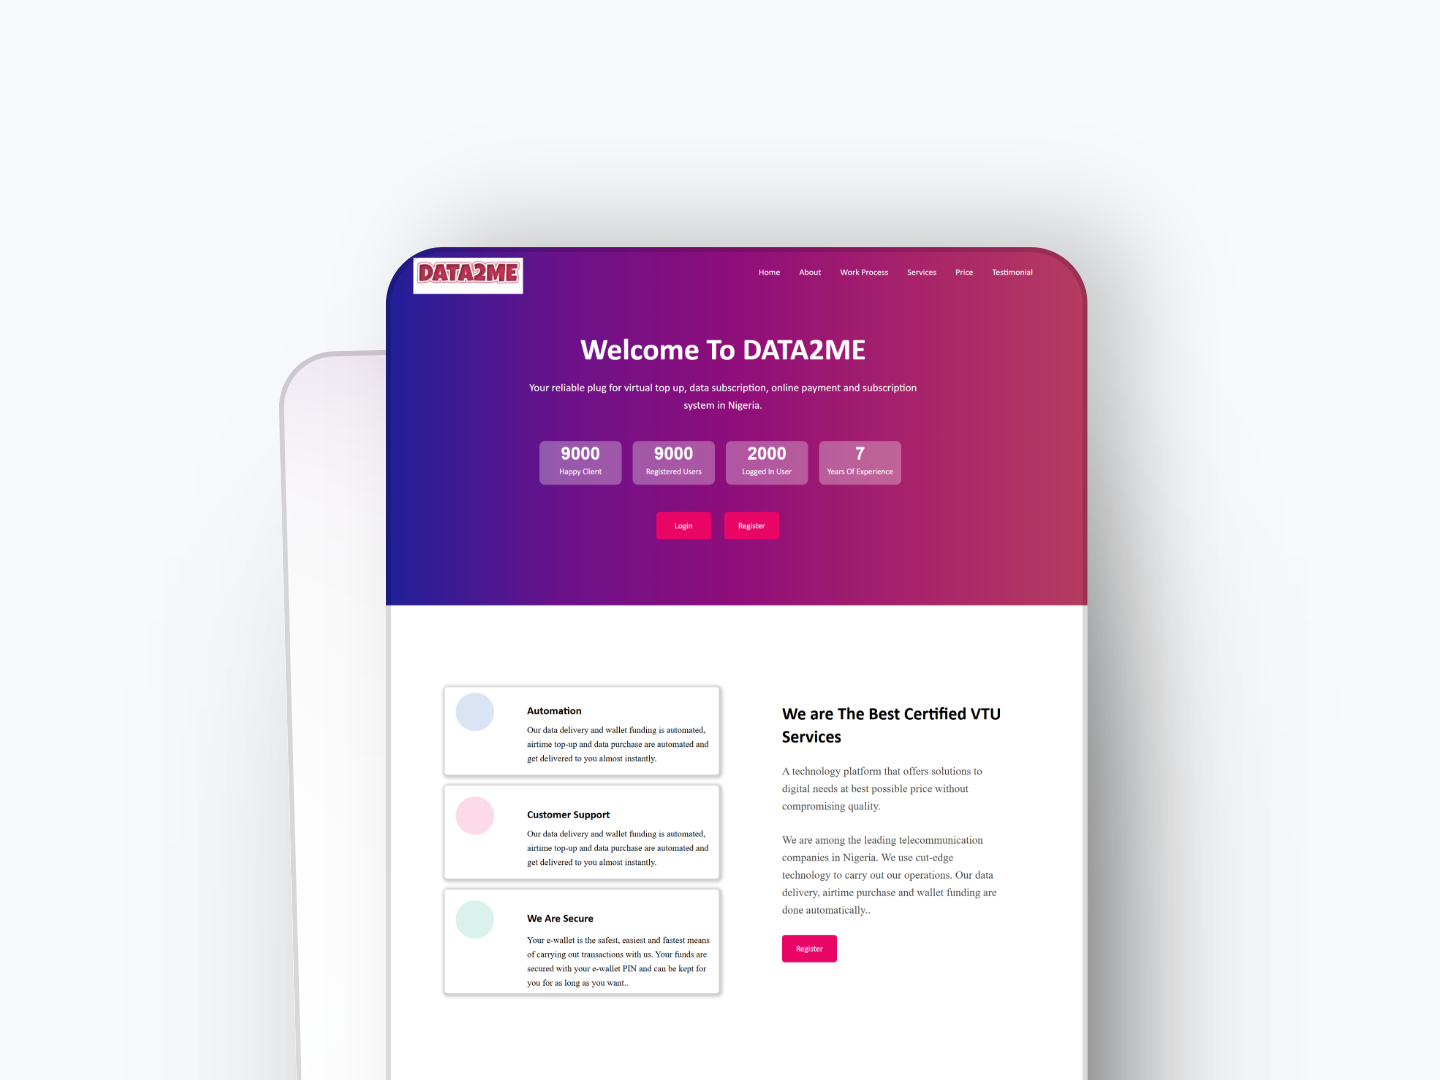 DATA2ME
Home About Work Process Services Price Testimonial
Welcome To DATA2ME
Your reliable plug for virtual top up, data subscription, online payment and subscription
system in Nigeria.
9000
Happy Client
9000
Registered Users
2000
Logged In User
7
Years Of Experience
Login
Register
Automation
Our data delivery and wallet funding is automated,
airtime top-up and data purchase are automated and
get delivered to you almost instantly.
Customer Support
Our data delivery and wallet funding is automated,
airtime top-up and data purchase are automated and
get delivered to you almost instantly.
We Are Secure
Your e-wallet is the safest, easiest and fastest means
of carrying out transactions with us. Your funds are
secured with your e-wallet PIN and can be kept for
you for as long as you want..
We are The Best Certified VTU
Services
A technology platform that offers solutions to
digital needs at best possible price without
compromising quality.
We are among the leading telecommunication
companies in Nigeria. We use cut-edge
technology to carry out our operations. Our data
delivery, airtime purchase and wallet funding are
done automatically..
Register